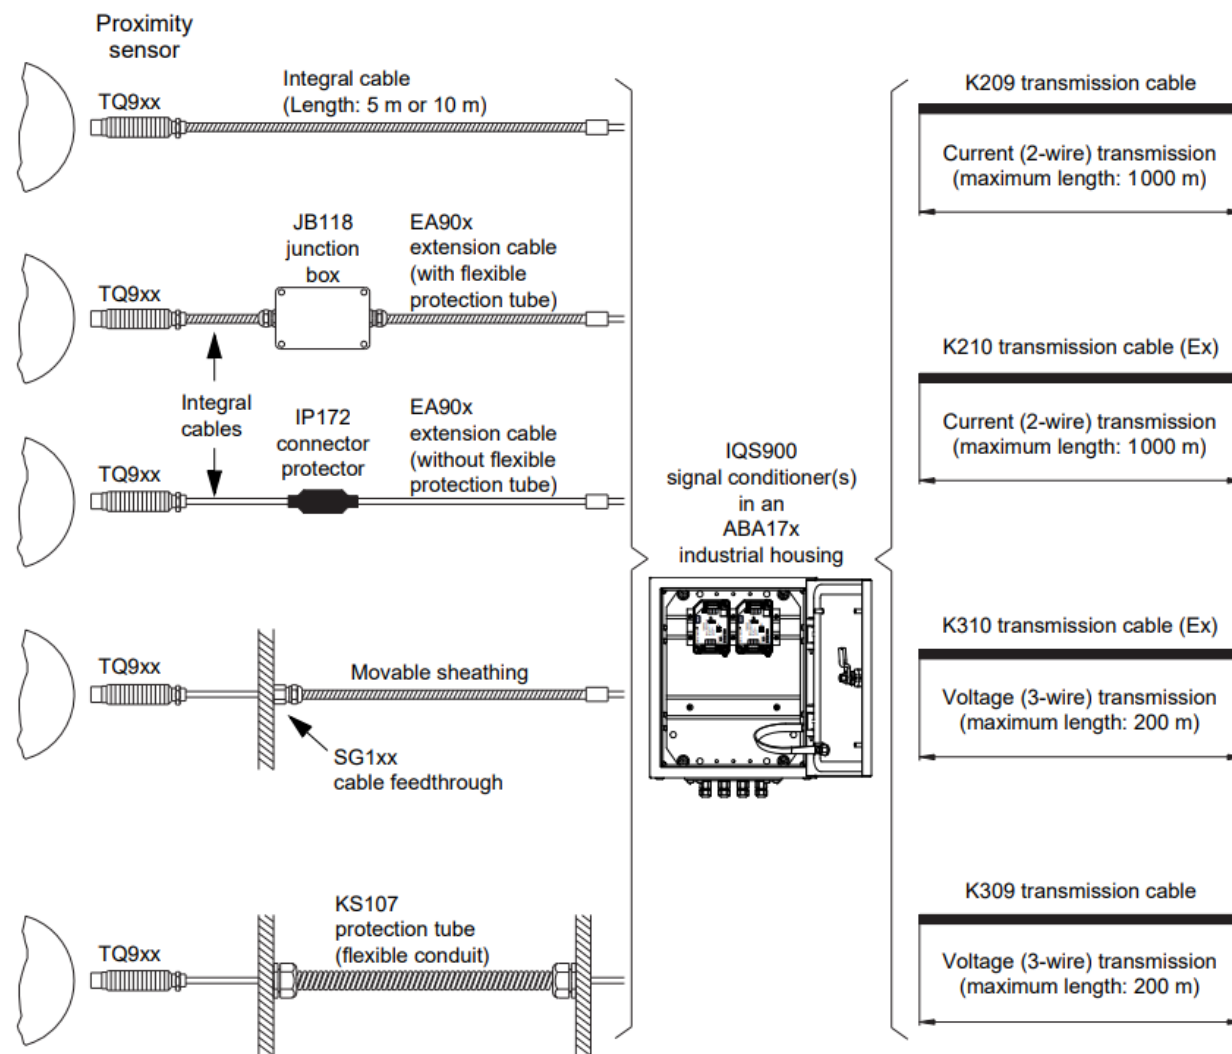 Proximity
sensor
TQ9xx
Integral cable
(Length: 5 m or 10 m)
TQ9xx
JB118
junction
box
EA90x
extension cable
(with flexible
protection tube)
Integral
cables
TQ9xx
IP172
connector
protector
EA90x
extension cable
(without flexible
protection tube)
TQ9xx
Movable sheathing
SG1xx
cable feedthrough
TQ9xx
KS107
protection tube
(flexible conduit)
IQS900
signal conditioner(s)
in an
ABA17x
industrial housing
K209 transmission cable
Current (2-wire) transmission
(maximum length: 1000 m)
K210 transmission cable (Ex)
Current (2-wire) transmission
(maximum length: 1000 m)
K310 transmission cable (Ex)
Voltage (3-wire) transmission
(maximum length: 200 m)
K309 transmission cable
Voltage (3-wire) transmission
(maximum length: 200 m)